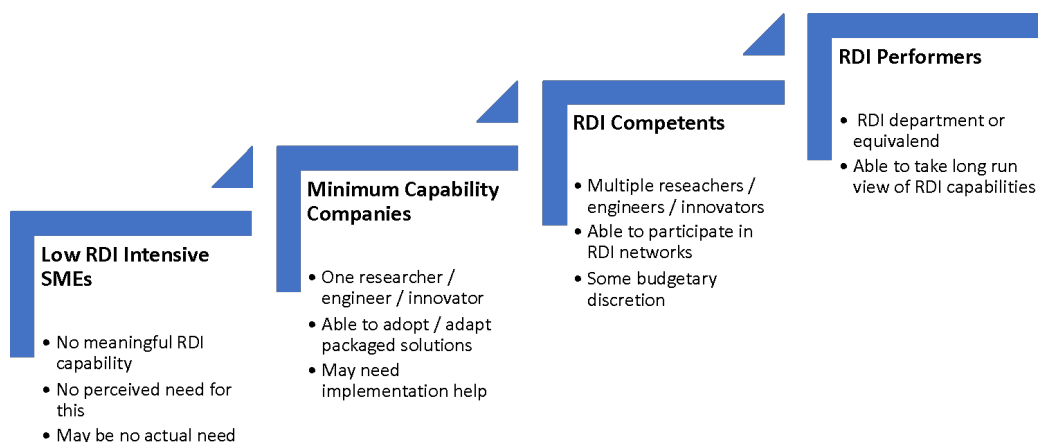 Low RDI Intensive
SMEs
• No meaningful RDI
capability
• No perceived need for
this
• May be no actual need
Minimum Capability
Companies
• One researcher /
engineer / innovator
• Able to adopt / adapt
packaged solutions
• May need
implementation help
RDI Competents
• Multiple reseachers /
engineers / innovators
• Able to participate in
RDI networks
• Some budgetary
discretion
RDI Performers
• RDI department or
equivalend
• Able to take long run
view of RDI capabilities